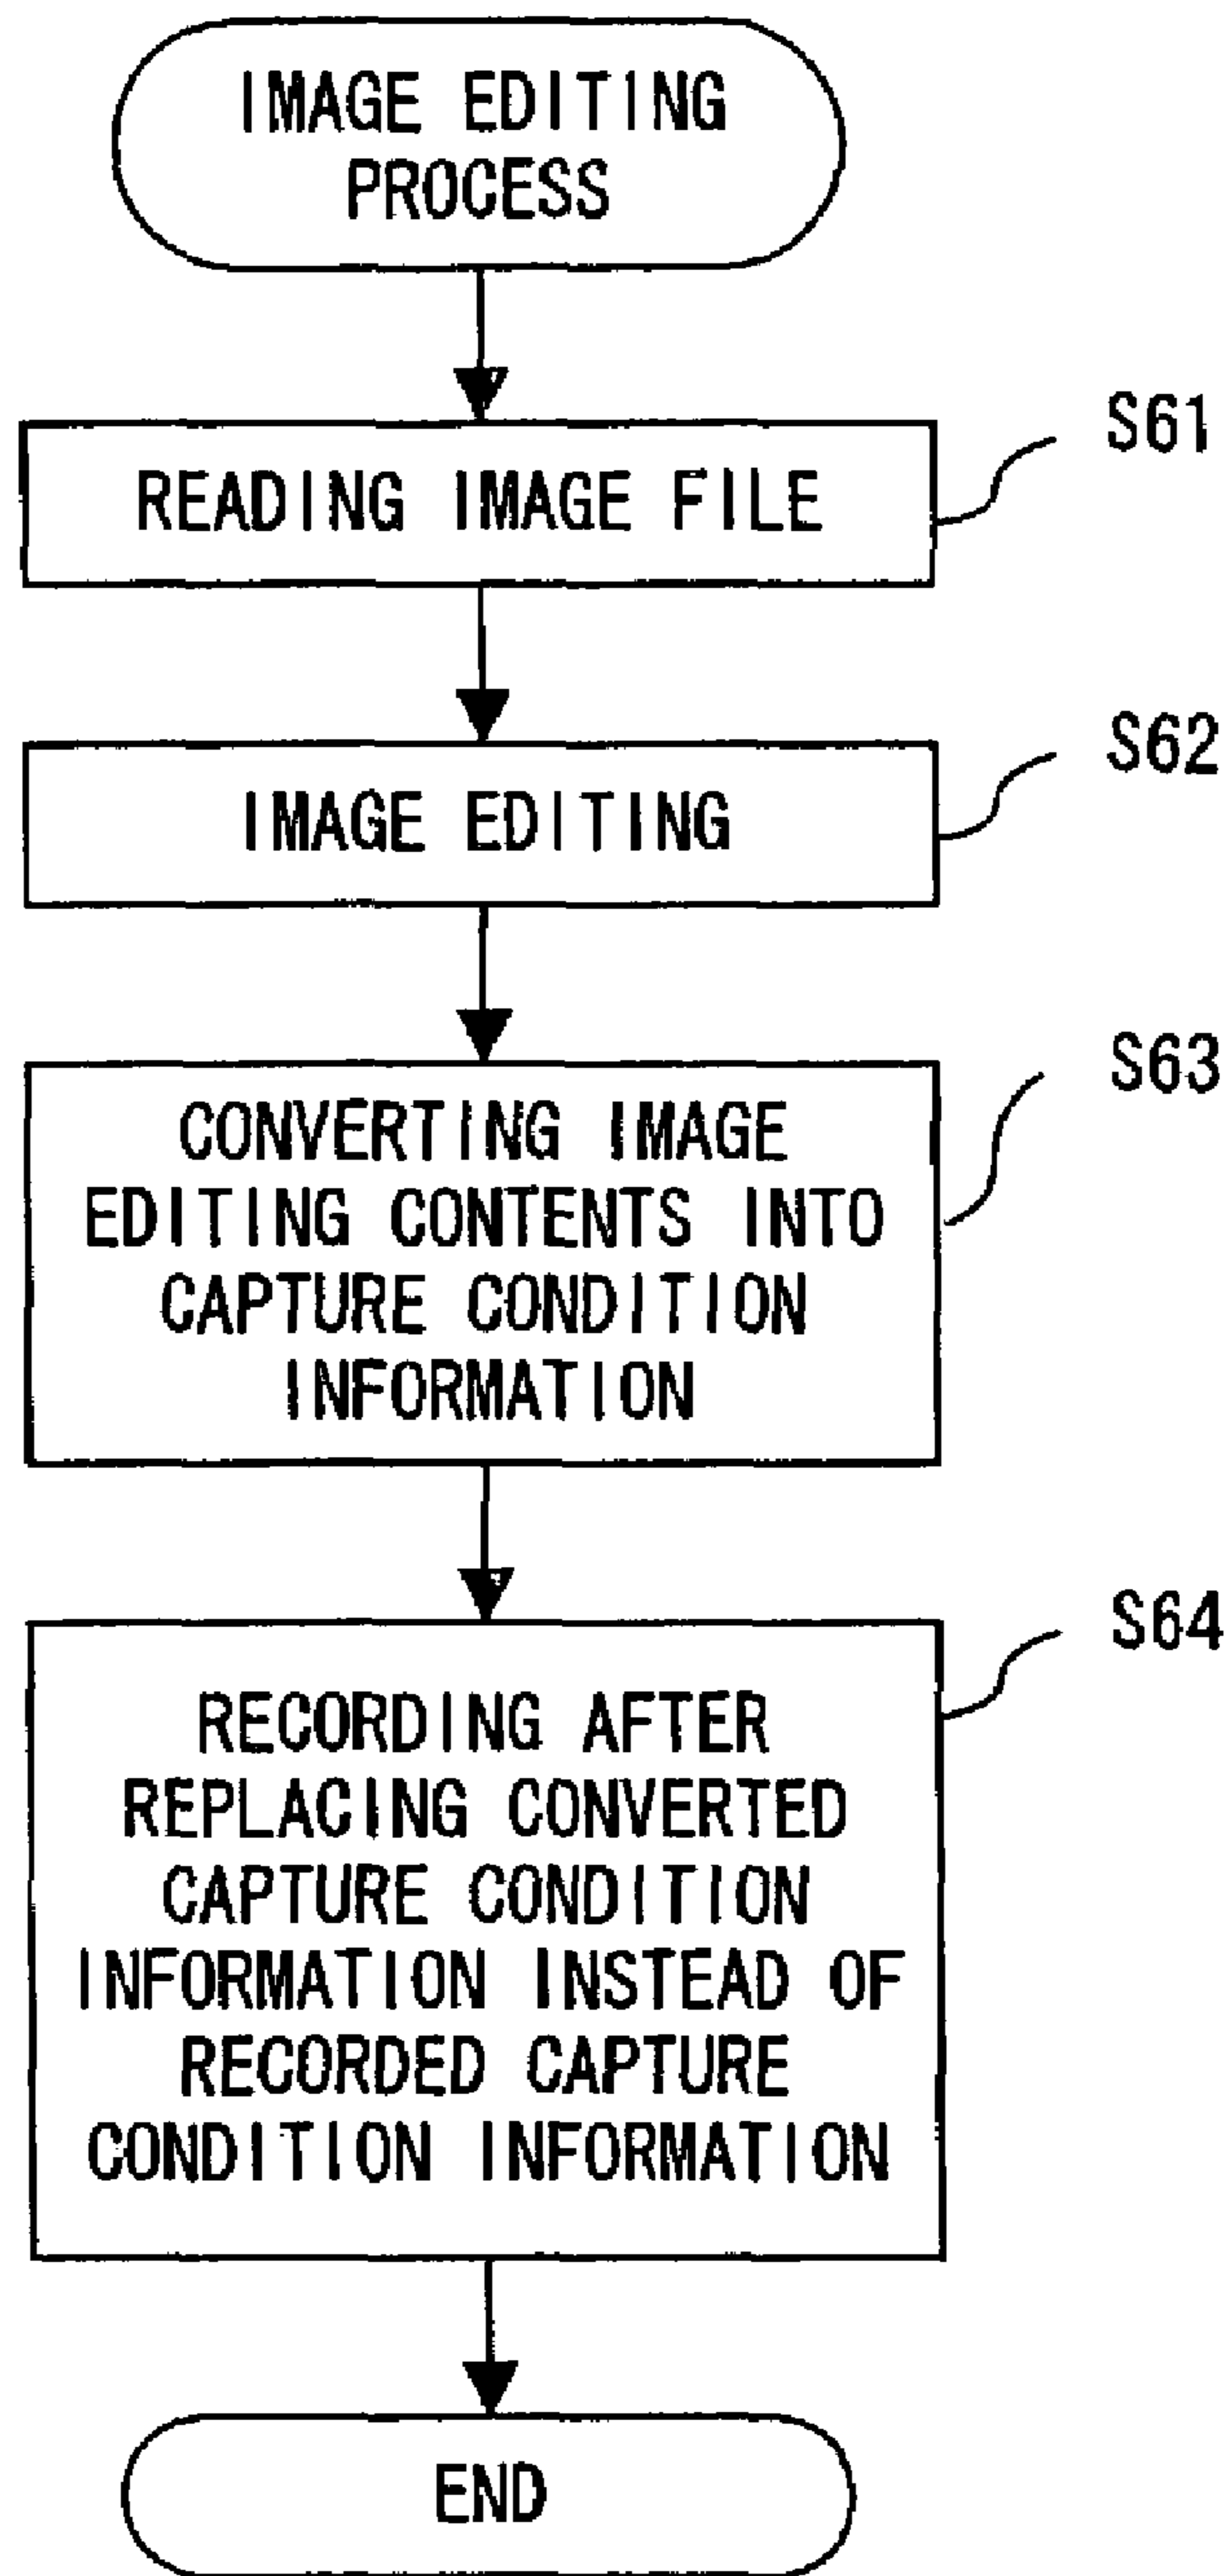 IMAGE EDITING
PROCESS
S61
READING IMAGE FILE
S62
IMAGE EDITING
S63
CONVERTING IMAGE
EDITING CONTENTS INTO
CAPTURE CONDITION
INFORMATION
S64
RECORDING AFTER
REPLACING CONVERTED
CAPTURE CONDITION
INFORMATION INSTEAD OF
RECORDED CAPTURE
CONDITION INFORMATION
END